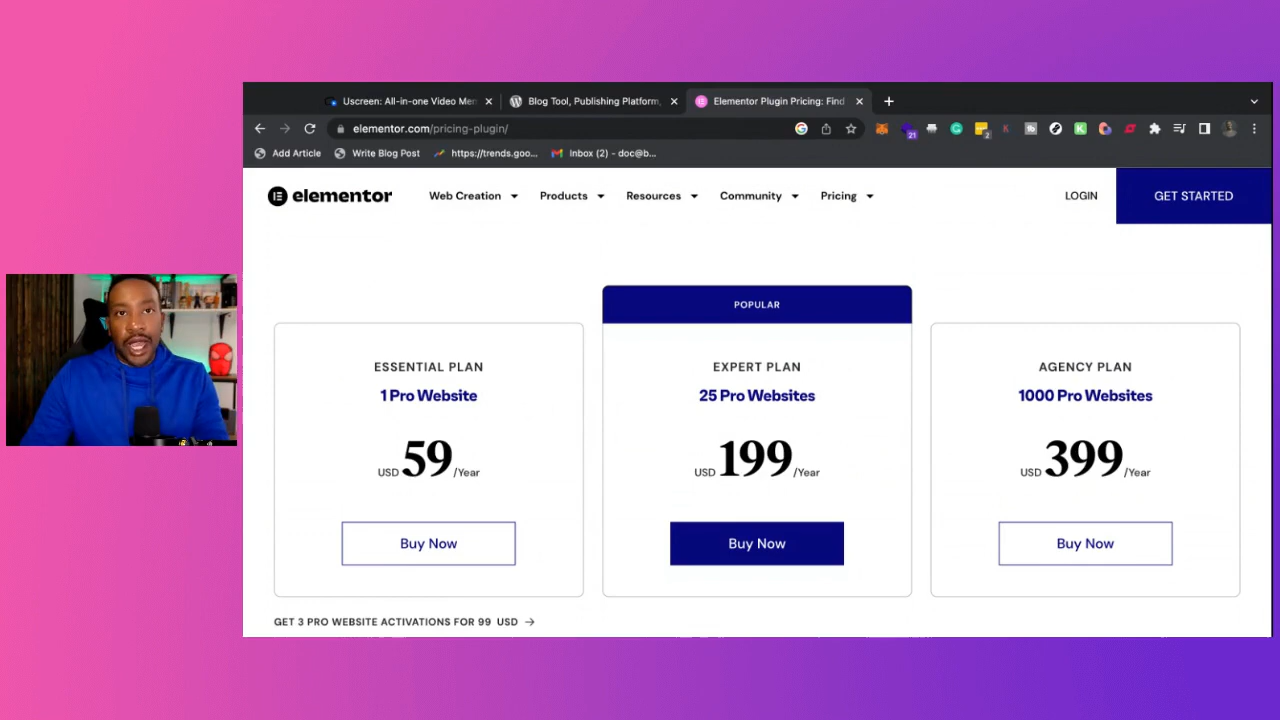 Uscreen: All-in-one Video Mem
Blog Tool, Publishing Platform,
Elementor Plugin Pricing: Find
elementor.com/pricing-plugin/
21
2
Add Article
Write Blog Post
https://trends.goo...
Inbox (2) - doc@b...
elementor
Web Creation
Products
Resources
Community
Pricing
LOGIN
GET STARTED
POPULAR
ESSENTIAL PLAN
1 Pro Website
USD 59 /Year
Buy Now
EXPERT PLAN
25 Pro Websites
USD 199 /Year
Buy Now
AGENCY PLAN
1000 Pro Websites
USD 399 /Year
Buy Now
GET 3 PRO WEBSITE ACTIVATIONS FOR 99 USD →